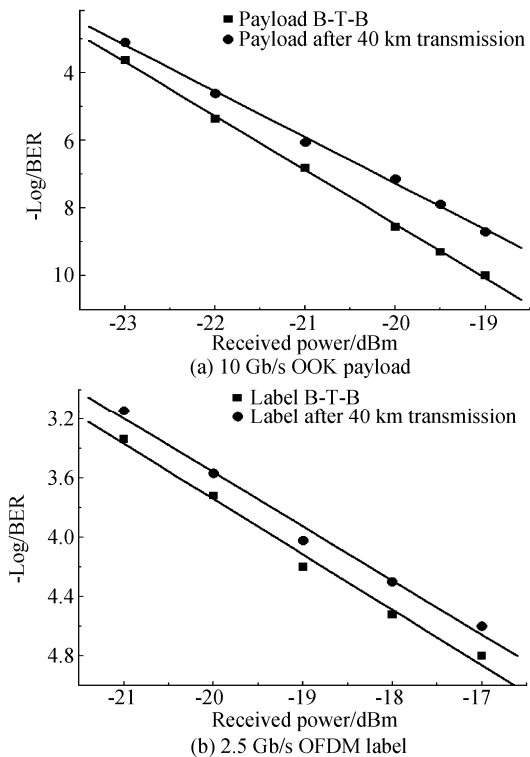 Payload B-T-B
Payload after 40 km transmission
4
6
8
10
-Log/BER
-23 -22 -21 -20 -19
Received power/dBm
(a) 10 Gb/s OOK payload
Label B-T-B
Label after 40 km transmission
3.2
3.6
4.0
4.4
4.8
-Log/BER
-21 -20 -19 -18 -17
Received power/dBm
(b) 2.5 Gb/s OFDM label